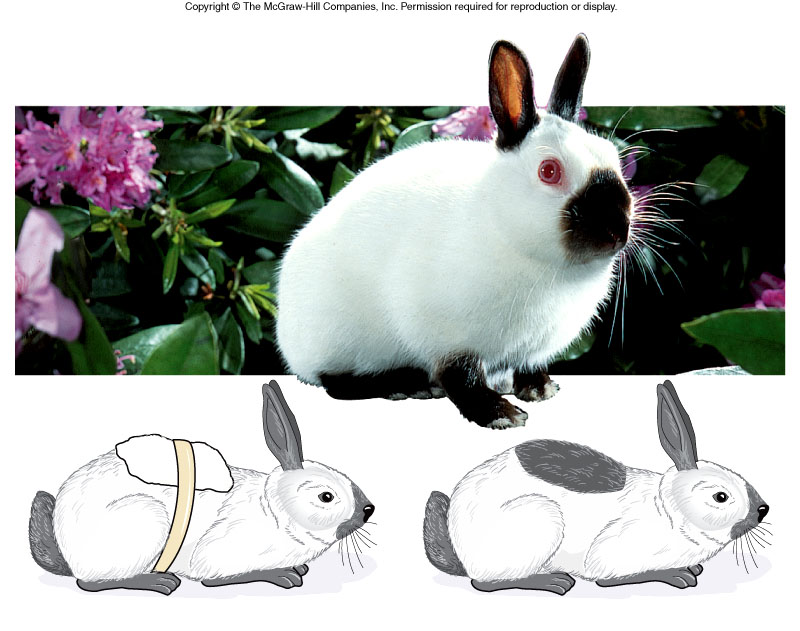 Copyright © The McGraw-Hill Companies, Inc. Permission required for reproduction or display.